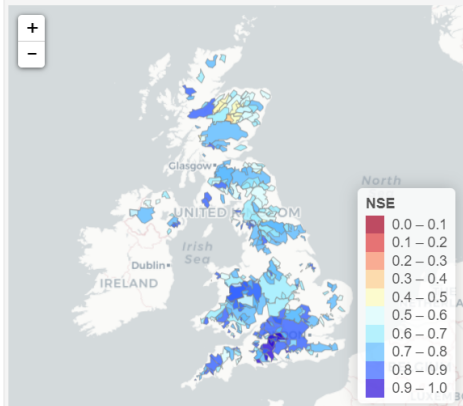 +
−
Glasgow
North
UNITED KINGDOM
Irish
Sea
Dublin
IRELAND
NSE
0.0 – 0.1
0.1 – 0.2
0.2 – 0.3
0.3 – 0.4
0.4 – 0.5
0.5 – 0.6
0.6 – 0.7
0.7 – 0.8
0.8 – 0.9
0.9 – 1.0